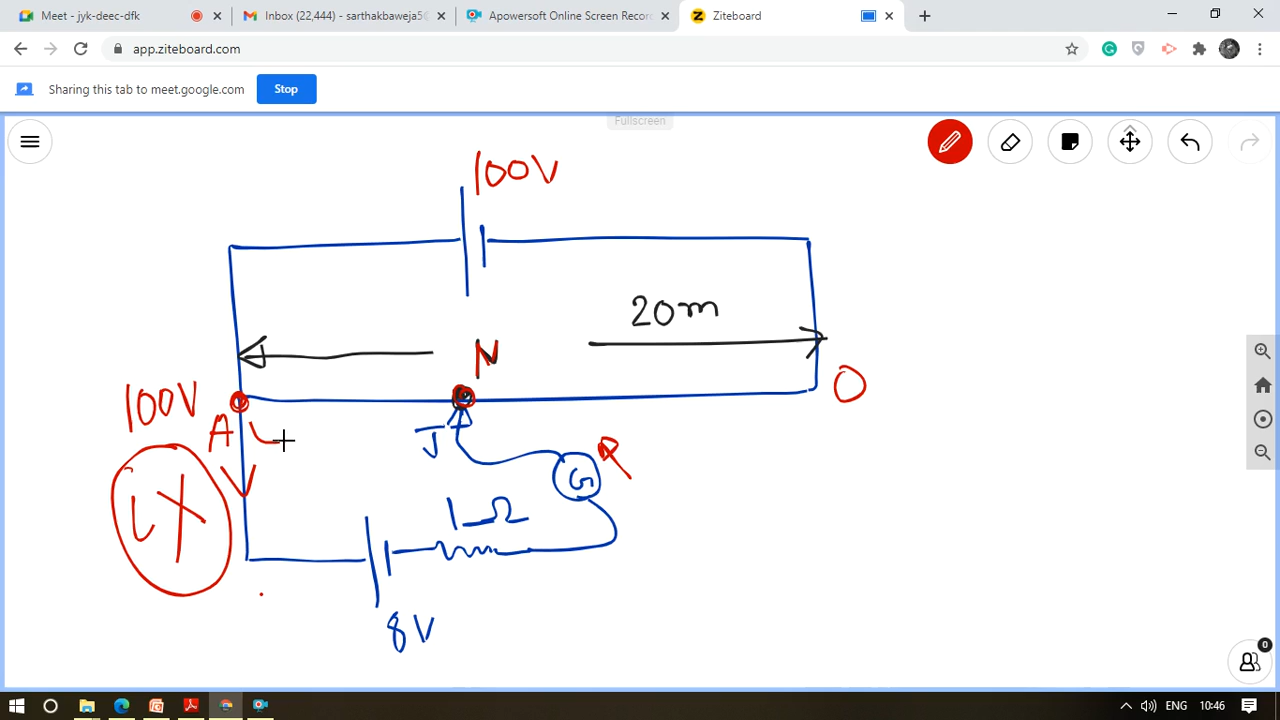 Meet - jyk-deec-dfk
Inbox (22,444) - sarthakbaweja5
Apowersoft Online Screen Recor
Ziteboard
app.ziteboard.com
Sharing this tab to meet.google.com
Stop
Fullscreen
100V
20m
N
100V
O
A
J
G
1Ω
8V
0
ENG
10:46